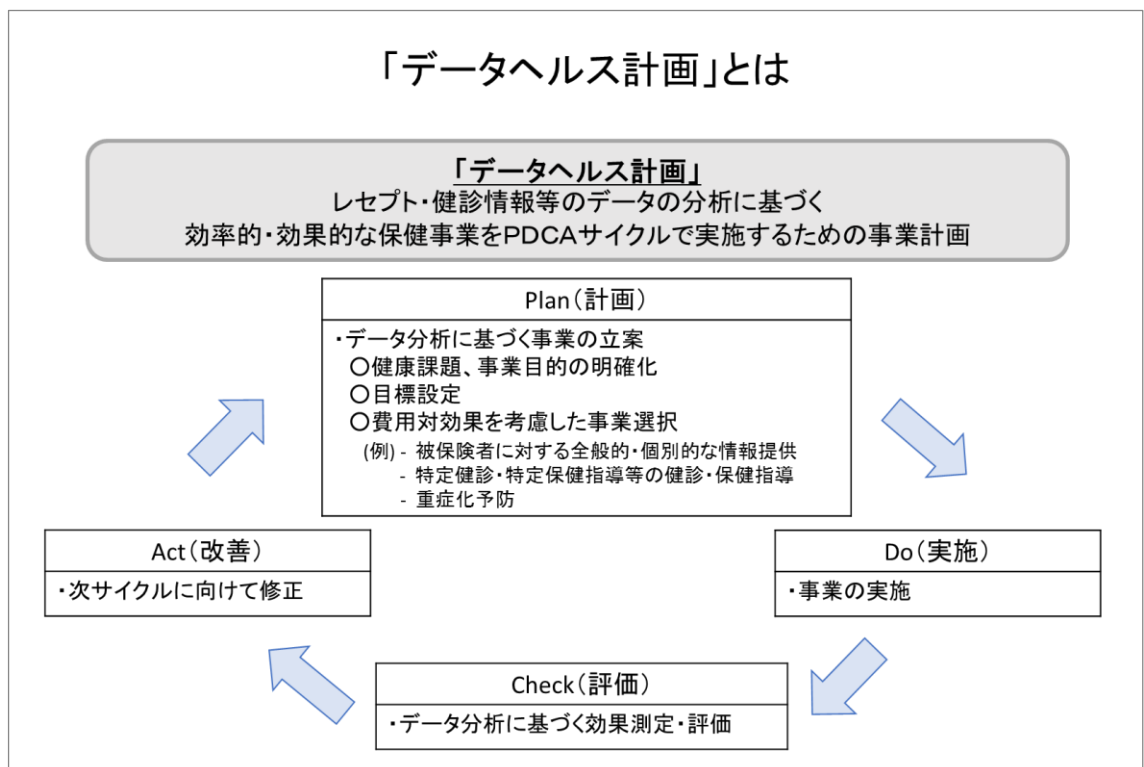 「データヘルス計画」とは
「データヘルス計画」
レセプト・健診情報等のデータの分析に基づく
効率的・効果的な保健事業をPDCAサイクルで実施するための事業計画
Plan(計画)
・データ分析に基づく事業の立案
○健康課題、事業目的の明確化
○目標設定
○費用対効果を考慮した事業選択
(例) - 被保険者に対する全般的・個別的な情報提供
- 特定健診・特定保健指導等の健診・保健指導
- 重症化予防
Do(実施)
・事業の実施
Check(評価)
・データ分析に基づく効果測定・評価
Act(改善)
・次サイクルに向けて修正